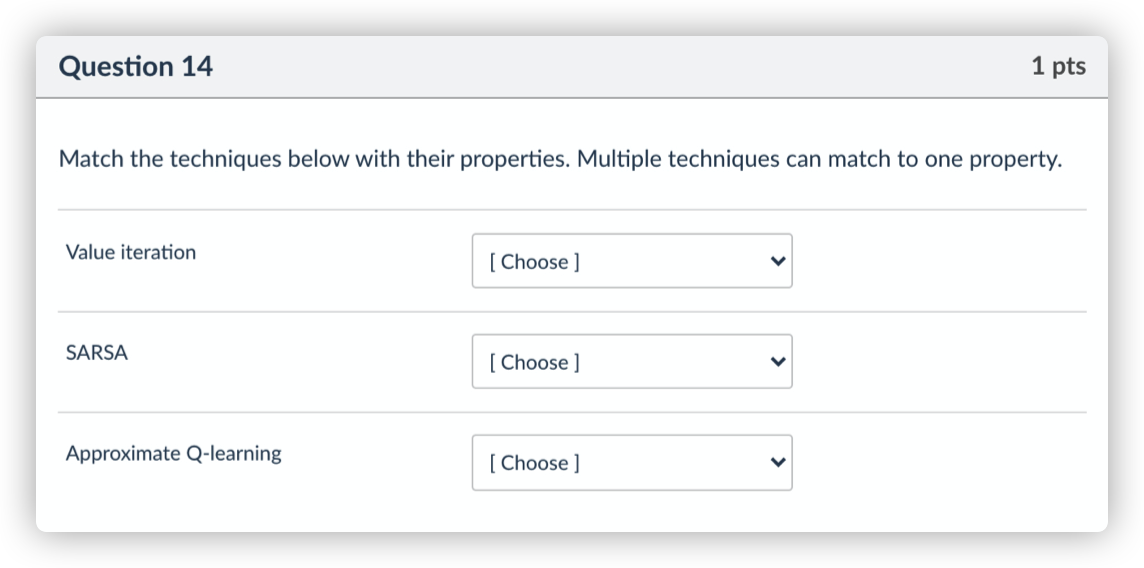 Question 14
1 pts
Match the techniques below with their properties. Multiple techniques can match to one property.
Value iteration
[ Choose ]
SARSA
[ Choose ]
Approximate Q-learning
[ Choose ]